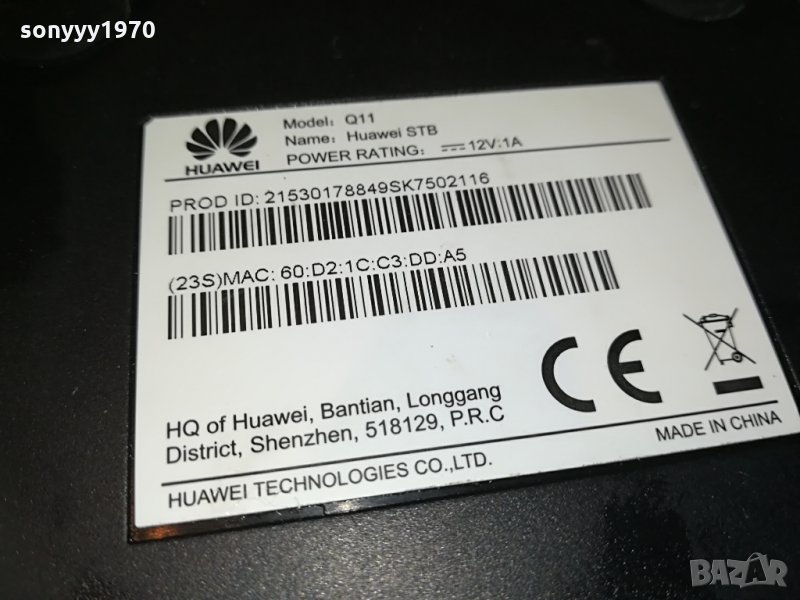 sonyyy1970
HUAWEI
Model: Q11
Name: Huawei STB
POWER RATING: 12V:1A
PROD ID: 21530178849SK7502116
(23S)MAC: 60:D2:1C:C3:DD:A5
CE
HQ of Huawei, Bantian, Longgang
District, Shenzhen, 518129, P.R.C
MADE IN CHINA
HUAWEI TECHNOLOGIES CO.,LTD.
BAZAR